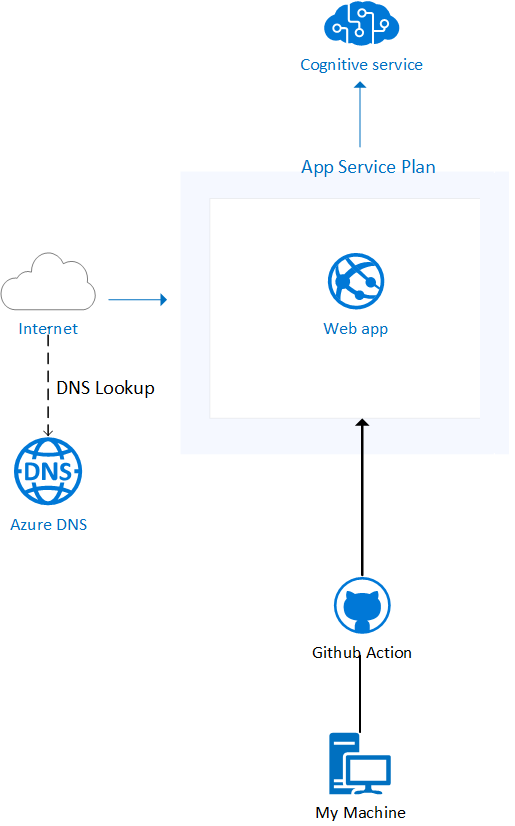 Cognitive service
App Service Plan
Web app
Internet
DNS Lookup
DNS
Azure DNS
Github Action
My Machine